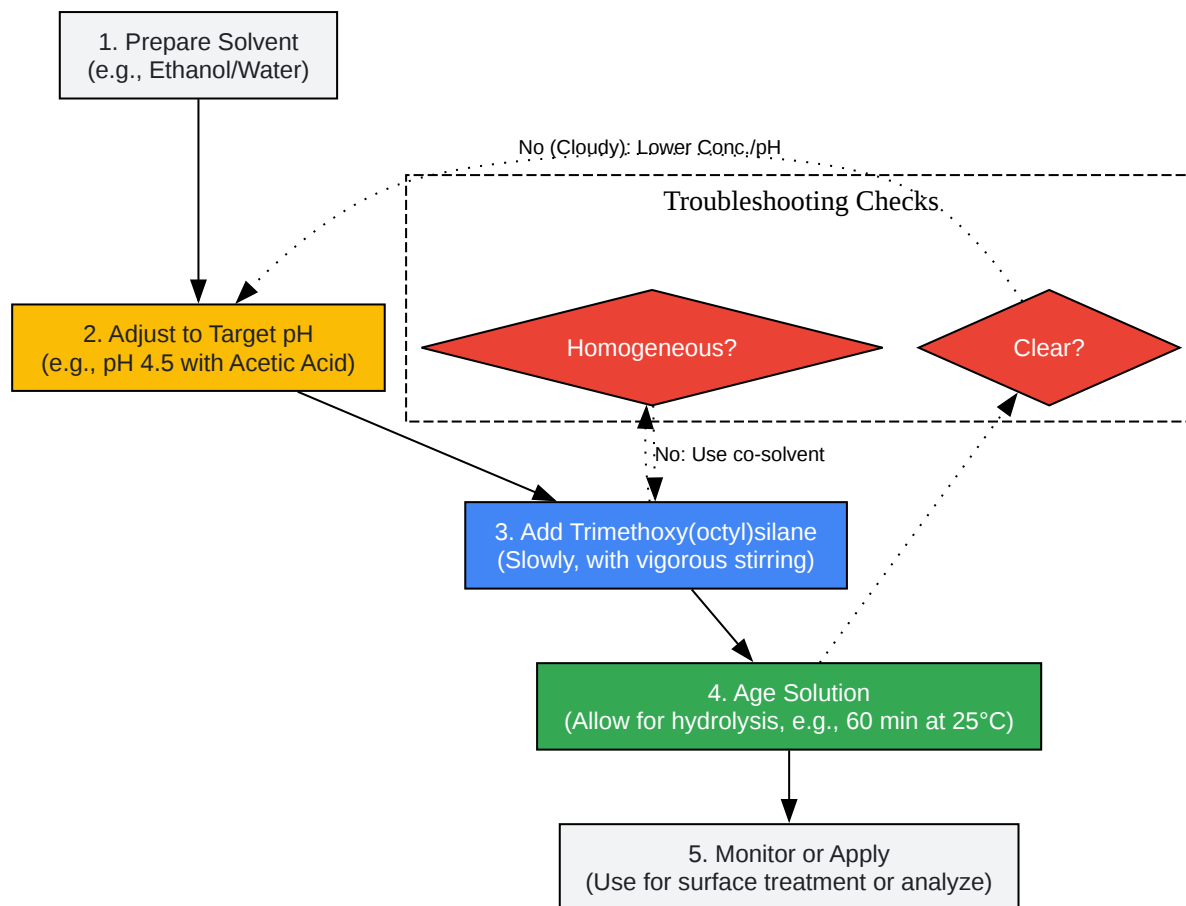 1. Prepare Solvent
(e.g., Ethanol/Water)
No (Cloudy): Lower Conc./pH
Troubleshooting Checks
2. Adjust to Target pH
(e.g., pH 4.5 with Acetic Acid)
Homogeneous?
Clear?
No: Use co-solvent
3. Add Trimethoxy(octyl)silane
(Slowly, with vigorous stirring)
4. Age Solution
(Allow for hydrolysis, e.g., 60 min at 25°C)
5. Monitor or Apply
(Use for surface treatment or analyze)